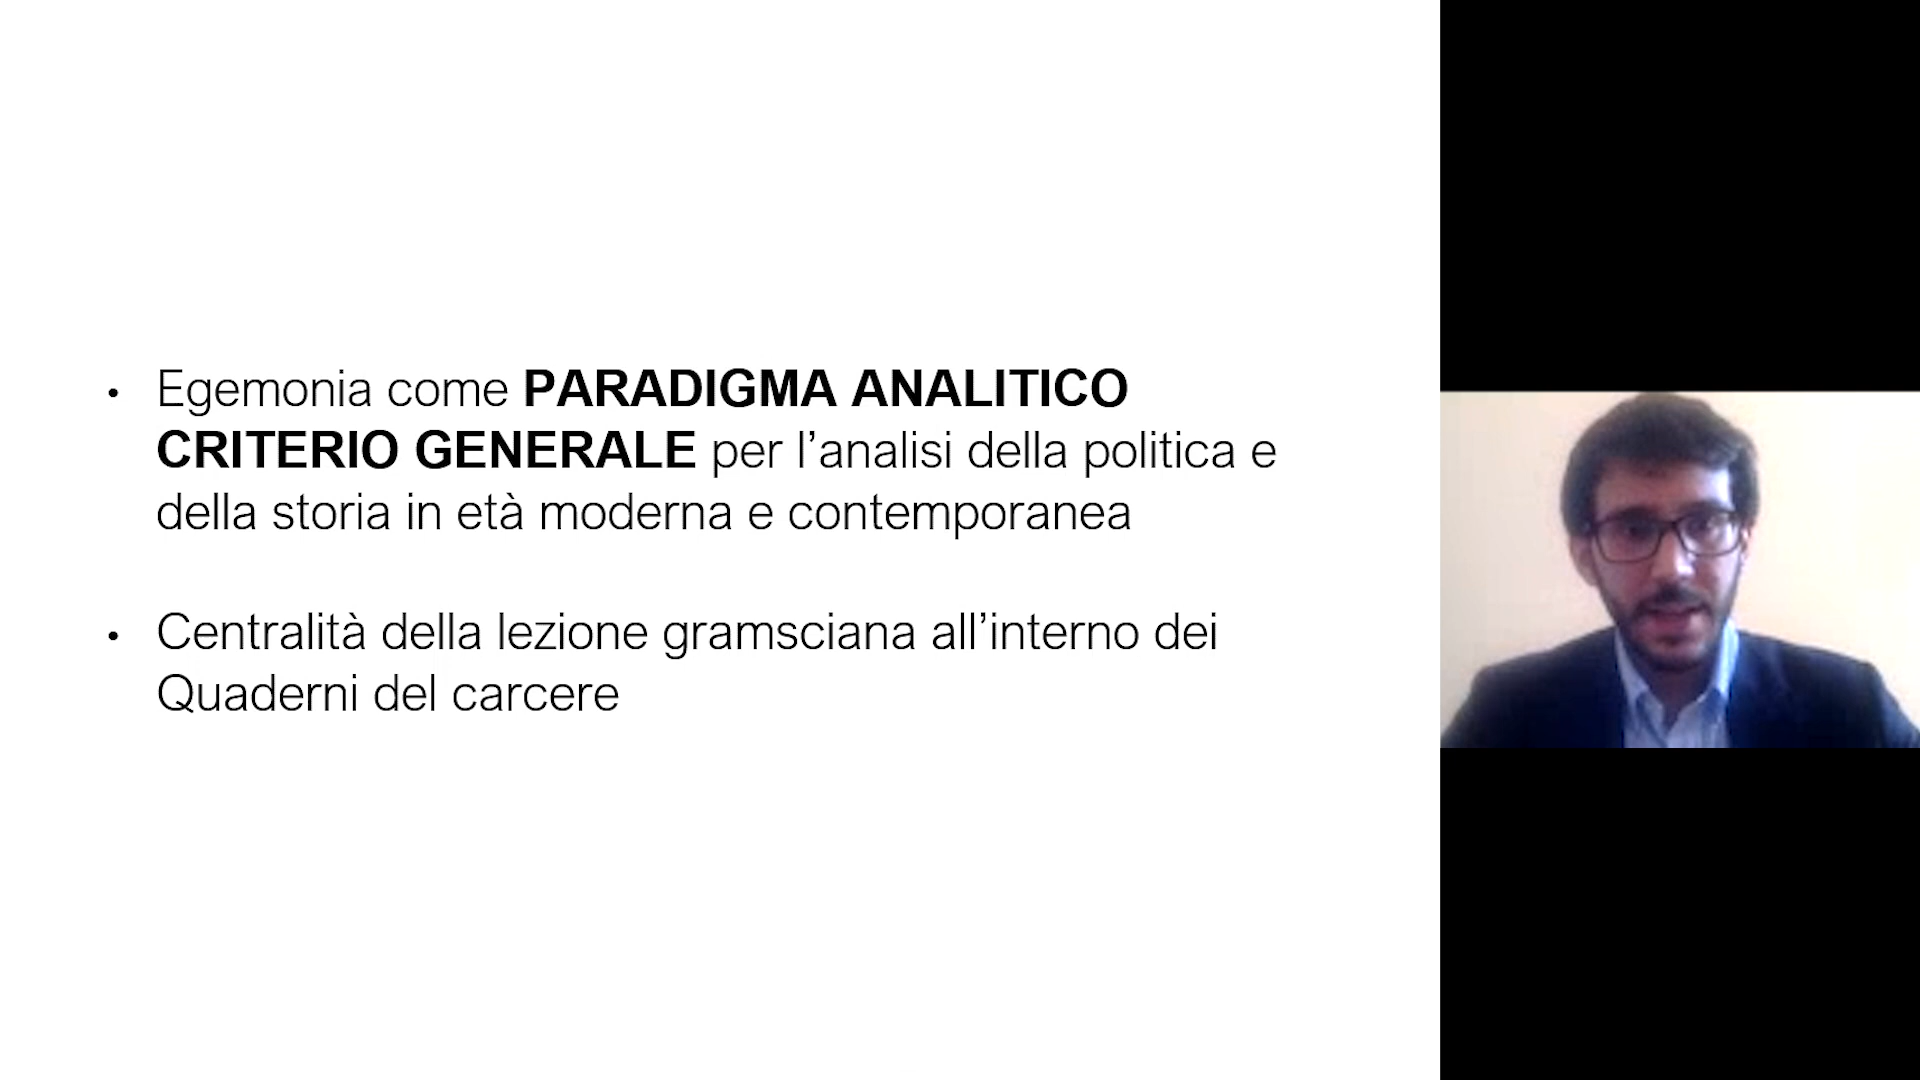 • Egemonia come PARADIGMA ANALITICO
CRITERIO GENERALE per l’analisi della politica e
della storia in età moderna e contemporanea
• Centralità della lezione gramsciana all’interno dei
Quaderni del carcere